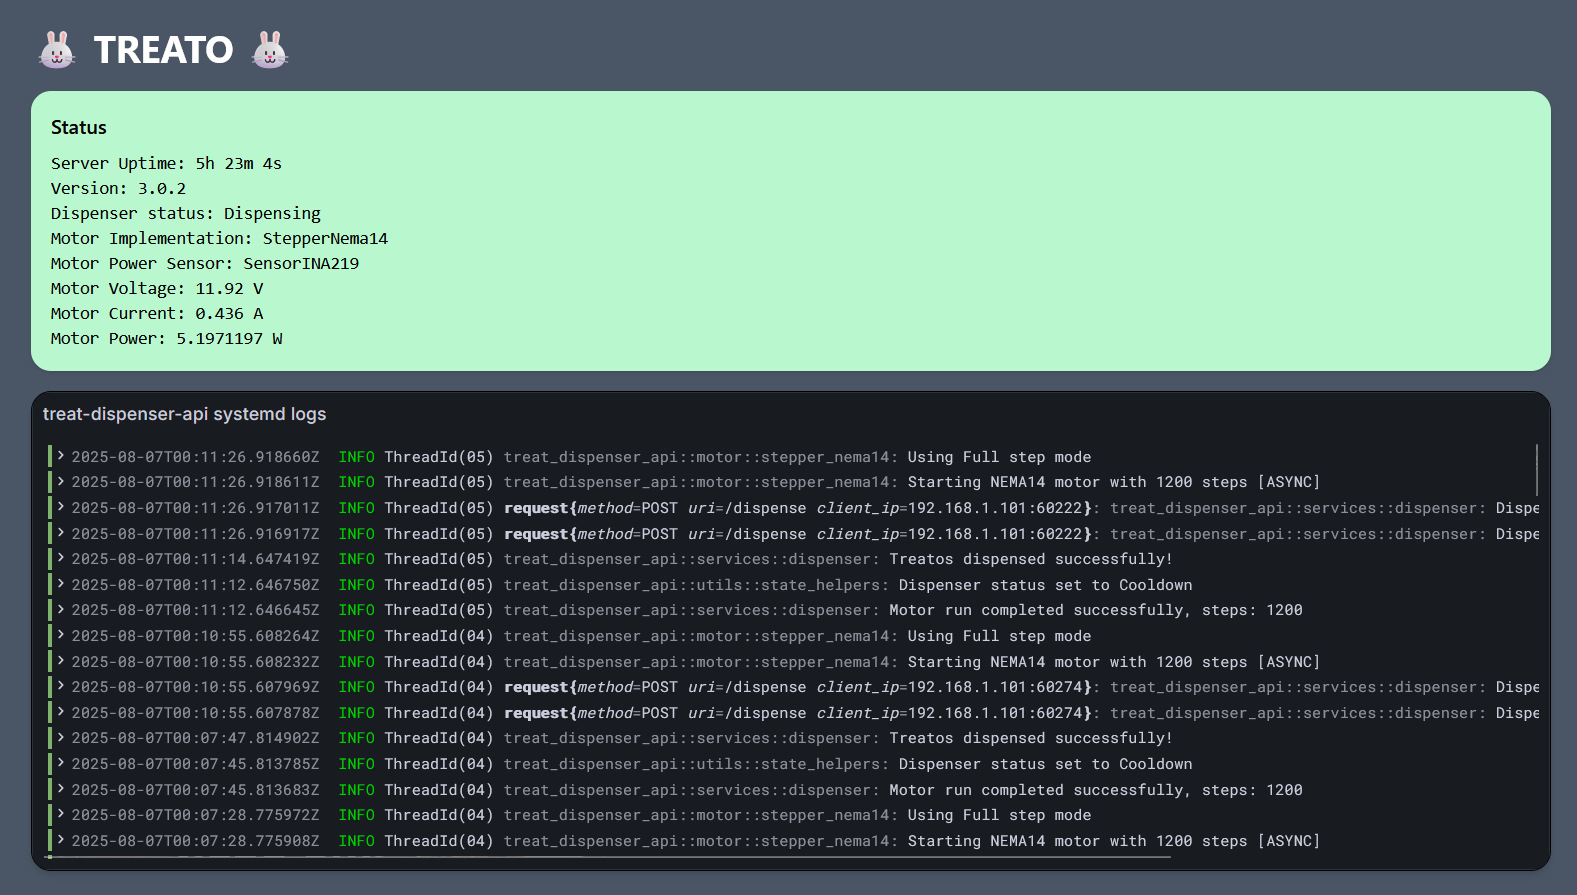 TREATO
Status
Server Uptime: 5h 23m 4s
Version: 3.0.2
Dispenser status: Dispensing
Motor Implementation: StepperNema14
Motor Power Sensor: SensorINA219
Motor Voltage: 11.92 V
Motor Current: 0.436 A
Motor Power: 5.1971197 W
treat-dispenser-api systemd logs
2025-08-07T00:11:26.918660Z INFO ThreadId(05) treat_dispenser_api::motor::stepper_nema14: Using Full step mode
2025-08-07T00:11:26.918611Z INFO ThreadId(05) treat_dispenser_api::motor::stepper_nema14: Starting NEMA14 motor with 1200 steps [ASYNC]
2025-08-07T00:11:26.917011Z INFO ThreadId(05) request{method=POST uri=/dispense client_ip=192.168.1.101:60222}: treat_dispenser_api::services::dispenser: Dispe
2025-08-07T00:11:26.916917Z INFO ThreadId(05) request{method=POST uri=/dispense client_ip=192.168.1.101:60222}: treat_dispenser_api::services::dispenser: Dispe
2025-08-07T00:11:14.647419Z INFO ThreadId(05) treat_dispenser_api::services::dispenser: Treatos dispensed successfully!
2025-08-07T00:11:12.646750Z INFO ThreadId(05) treat_dispenser_api::utils::state_helpers: Dispenser status set to Cooldown
2025-08-07T00:11:12.646645Z INFO ThreadId(05) treat_dispenser_api::services::dispenser: Motor run completed successfully, steps: 1200
2025-08-07T00:10:55.608264Z INFO ThreadId(04) treat_dispenser_api::motor::stepper_nema14: Using Full step mode
2025-08-07T00:10:55.608232Z INFO ThreadId(04) treat_dispenser_api::motor::stepper_nema14: Starting NEMA14 motor with 1200 steps [ASYNC]
2025-08-07T00:10:55.607969Z INFO ThreadId(04) request{method=POST uri=/dispense client_ip=192.168.1.101:60274}: treat_dispenser_api::services::dispenser: Dispe
2025-08-07T00:10:55.607878Z INFO ThreadId(04) request{method=POST uri=/dispense client_ip=192.168.1.101:60274}: treat_dispenser_api::services::dispenser: Dispe
2025-08-07T00:07:47.814902Z INFO ThreadId(04) treat_dispenser_api::services::dispenser: Treatos dispensed successfully!
2025-08-07T00:07:45.813785Z INFO ThreadId(04) treat_dispenser_api::utils::state_helpers: Dispenser status set to Cooldown
2025-08-07T00:07:45.813683Z INFO ThreadId(04) treat_dispenser_api::services::dispenser: Motor run completed successfully, steps: 1200
2025-08-07T00:07:28.775972Z INFO ThreadId(04) treat_dispenser_api::motor::stepper_nema14: Using Full step mode
2025-08-07T00:07:28.775908Z INFO ThreadId(04) treat_dispenser_api::motor::stepper_nema14: Starting NEMA14 motor with 1200 steps [ASYNC]